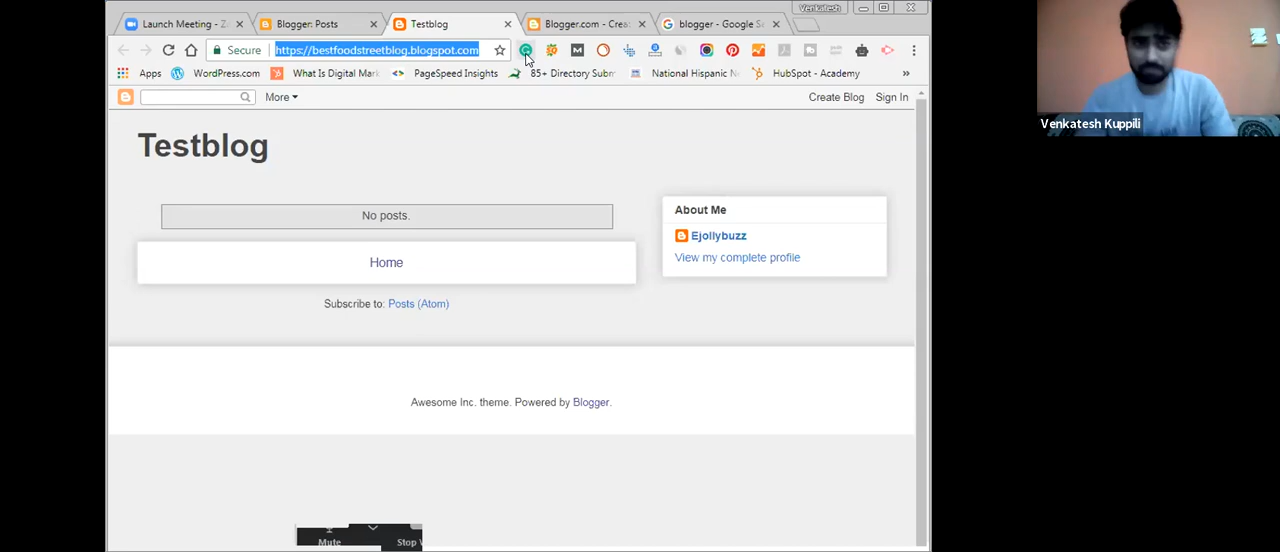 Venkatesh
Launch Meeting - Z
Blogger: Posts
Testblog
Blogger.com - Crea
blogger - Google Se
Secure
https://bestfoodstreetblog.blogspot.com
Apps
WordPress.com
What Is Digital Mark
PageSpeed Insights
85+ Directory Subm
National Hispanic N
HubSpot - Academy
More
Create Blog
Sign In
Venkatesh Kuppili
Testblog
No posts.
Home
Subscribe to: Posts (Atom)
About Me
Ejollybuzz
View my complete profile
Awesome Inc. theme. Powered by Blogger.
Mute
Stop